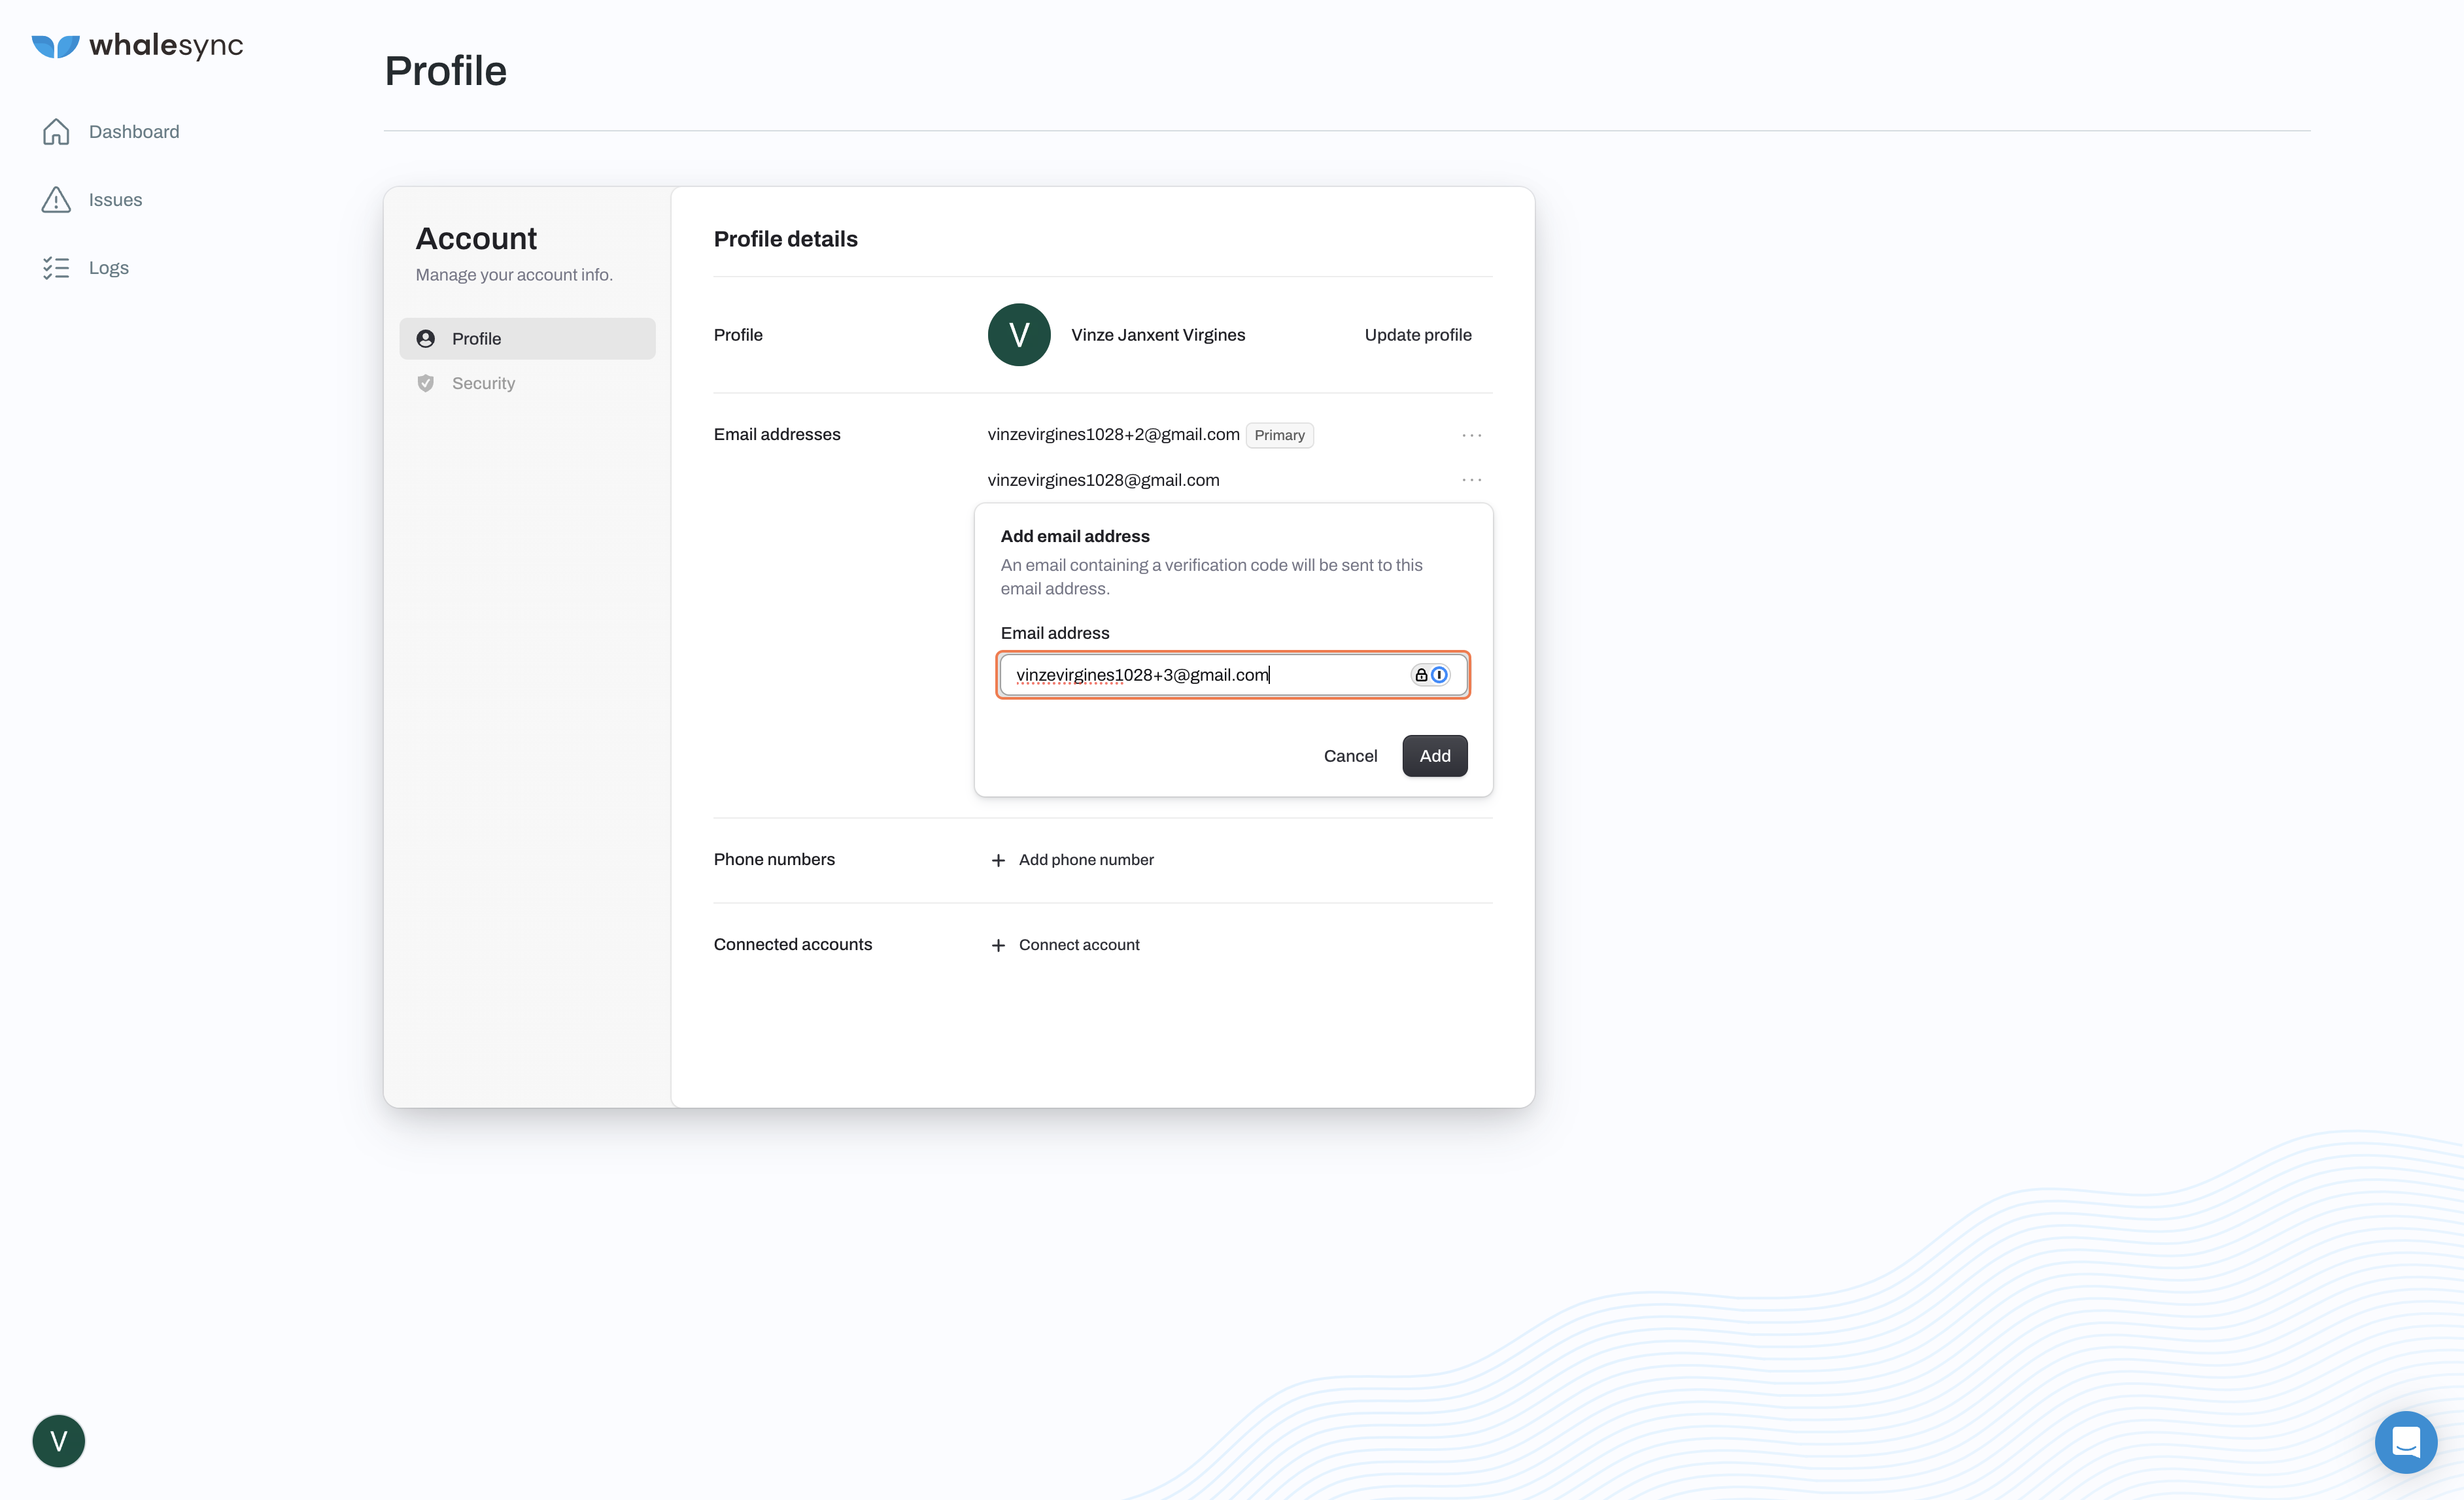 whalesync
Dashboard
Issues
Logs
Profile
Account
Manage your account info.
Profile
Security
Profile details
Profile
V
Vinze Janxent Virgines
Update profile
Email addresses
vinzevirgines1028+2@gmail.com Primary
vinzevirgines1028@gmail.com
Add email address
An email containing a verification code will be sent to this
email address.
Email address
vinzevirgines1028+3@gmail.com
Cancel
Add
Phone numbers
+ Add phone number
Connected accounts
+ Connect account
V